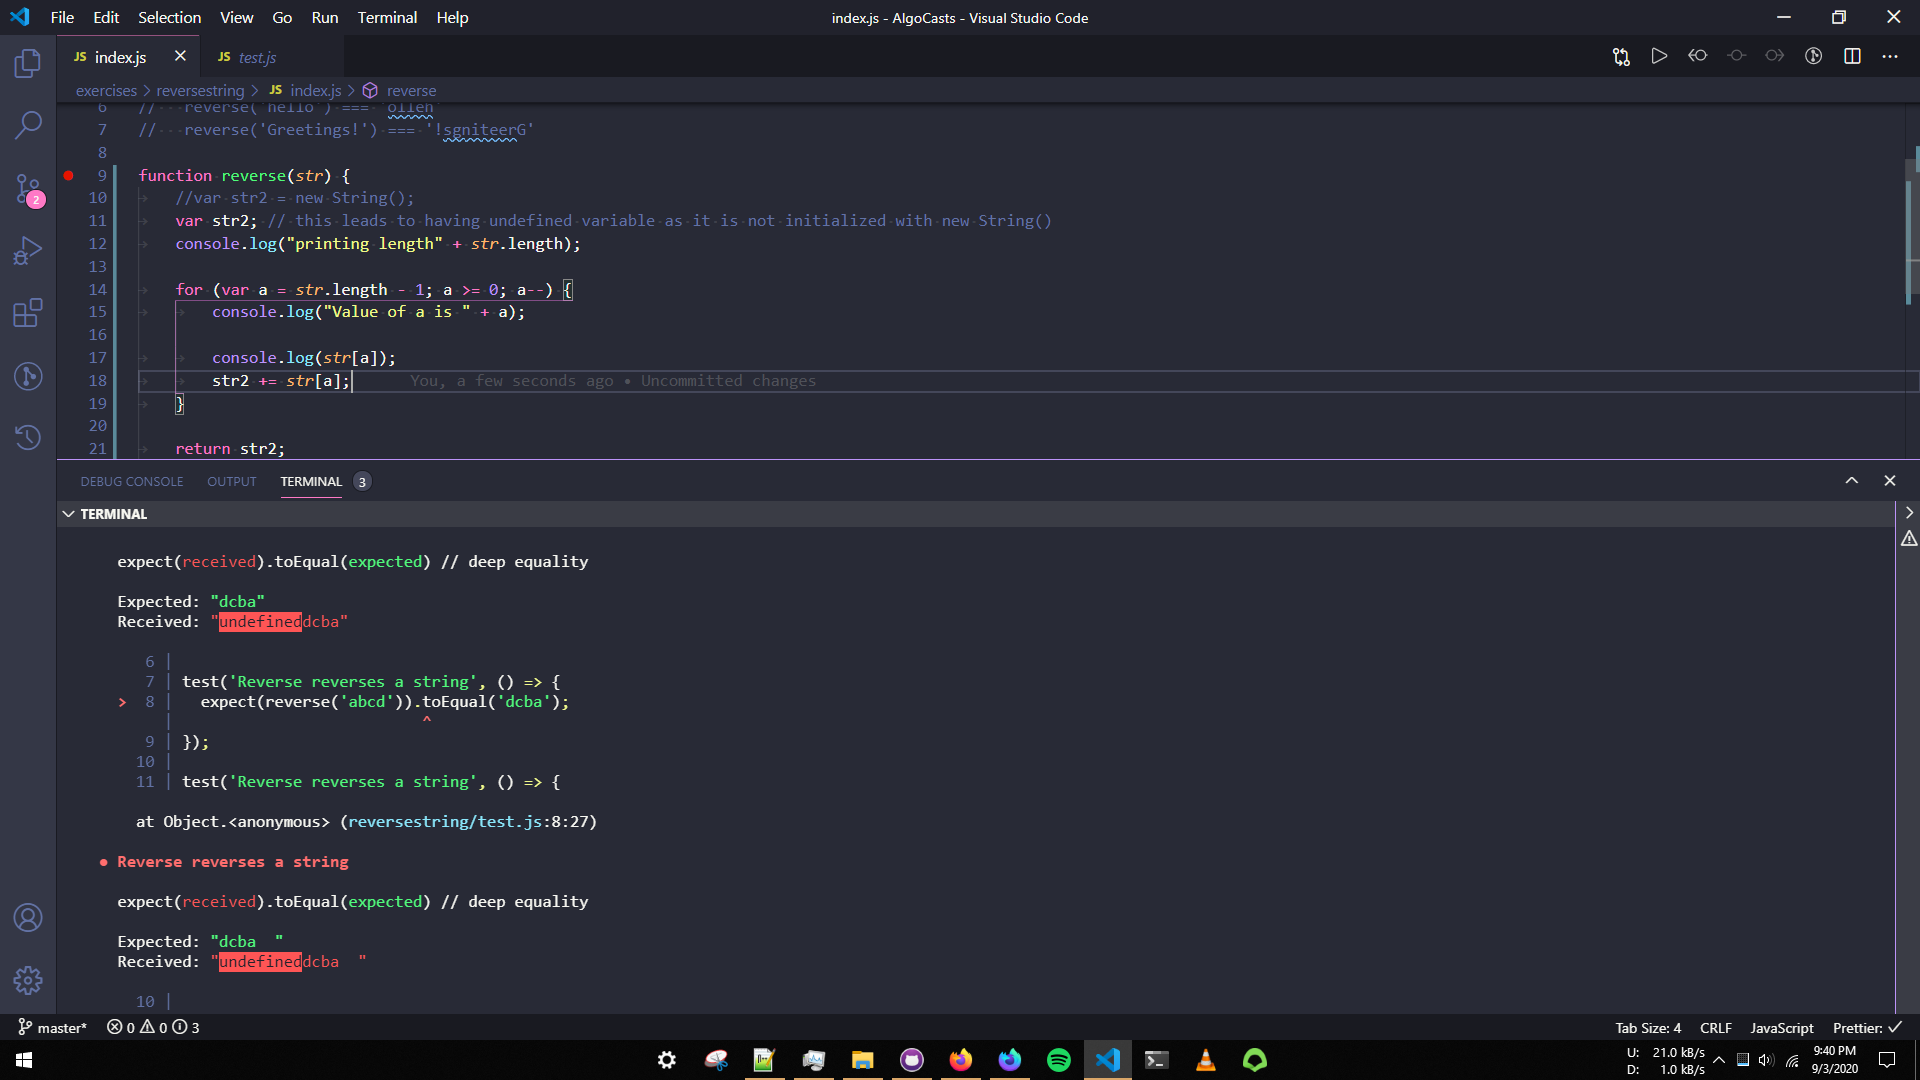 File Edit Selection View Go Run Terminal Help
index.js - AlgoCasts - Visual Studio Code
JS index.js
JS test.js
exercises > reversestring > JS index.js > reverse
6 // reverse('hello') === 'olleh'
7 // reverse('Greetings!') === '!sgniteerG'
8
9 function reverse(str) {
10 //var str2 = new String();
11 var str2; // this leads to having undefined variable as it is not initialized with new String()
12 console.log("printing length" + str.length);
13
14 for (var a = str.length - 1; a >= 0; a--) {
15 console.log("Value of a is " + a);
16
17 console.log(str[a]);
18 str2 += str[a]; You, a few seconds ago • Uncommitted changes
19 }
20
21 return str2;
2
DEBUG CONSOLE OUTPUT TERMINAL 3
TERMINAL
expect(received).toEqual(expected) // deep equality
Expected: "dcba"
Received: "undefineddcba"
6 |
7 | test('Reverse reverses a string', () => {
> 8 | expect(reverse('abcd')).toEqual('dcba');
| ^
9 | });
10 |
11 | test('Reverse reverses a string', () => {
at Object.<anonymous> (reversestring/test.js:8:27)
● Reverse reverses a string
expect(received).toEqual(expected) // deep equality
Expected: "dcba  "
Received: "undefineddcba  "
10 |
master* 0 0 3
Tab Size: 4 CRLF JavaScript Prettier: ✓
U: 21.0 kB/s
D: 1.0 kB/s
9:40 PM
9/3/2020